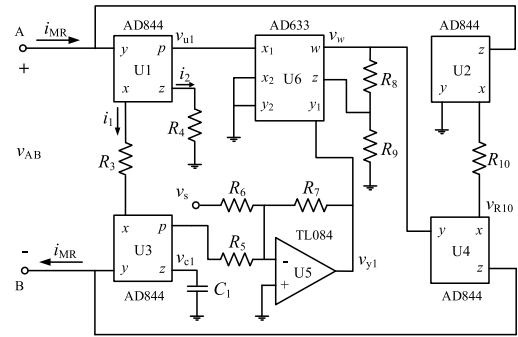 A
i_MR
AD844
v_u1
AD633
v_w
AD844
y
p
U1
x
z
i_2
x_1
w
x_2
U6
z
y_2
y_1
z
U2
y
x
+
i_1
R_4
R_8
R_3
R_9
R_10
v_AB
v_s
R_6
R_7
v_R10
TL084
x
p
U3
y
z
R_5
-
U5
+
v_y1
y
x
U4
z
-
i_MR
v_c1
B
AD844
C_1
AD844